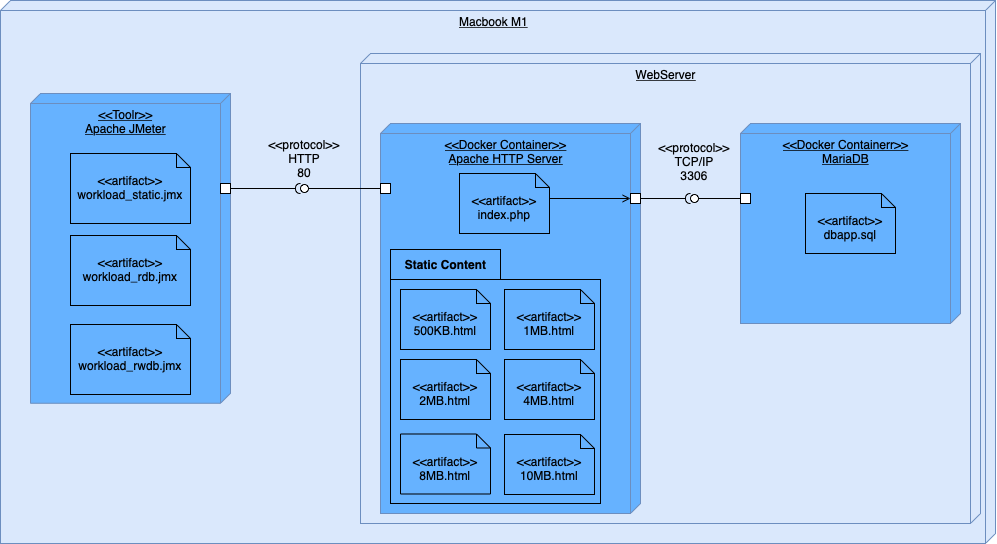 Macbook M1
WebServer
<<Toolr>>
Apache JMeter
<<artifact>>
workload_static.jmx
<<artifact>>
workload_rdb.jmx
<<artifact>>
workload_rwdb.jmx
<<protocol>>
HTTP
80
<<Docker Container>>
Apache HTTP Server
<<artifact>>
index.php
Static Content
<<artifact>>
500KB.html
<<artifact>>
1MB.html
<<artifact>>
2MB.html
<<artifact>>
4MB.html
<<artifact>>
8MB.html
<<artifact>>
10MB.html
<<protocol>>
TCP/IP
3306
<<Docker Containerr>>
MariaDB
<<artifact>>
dbapp.sql